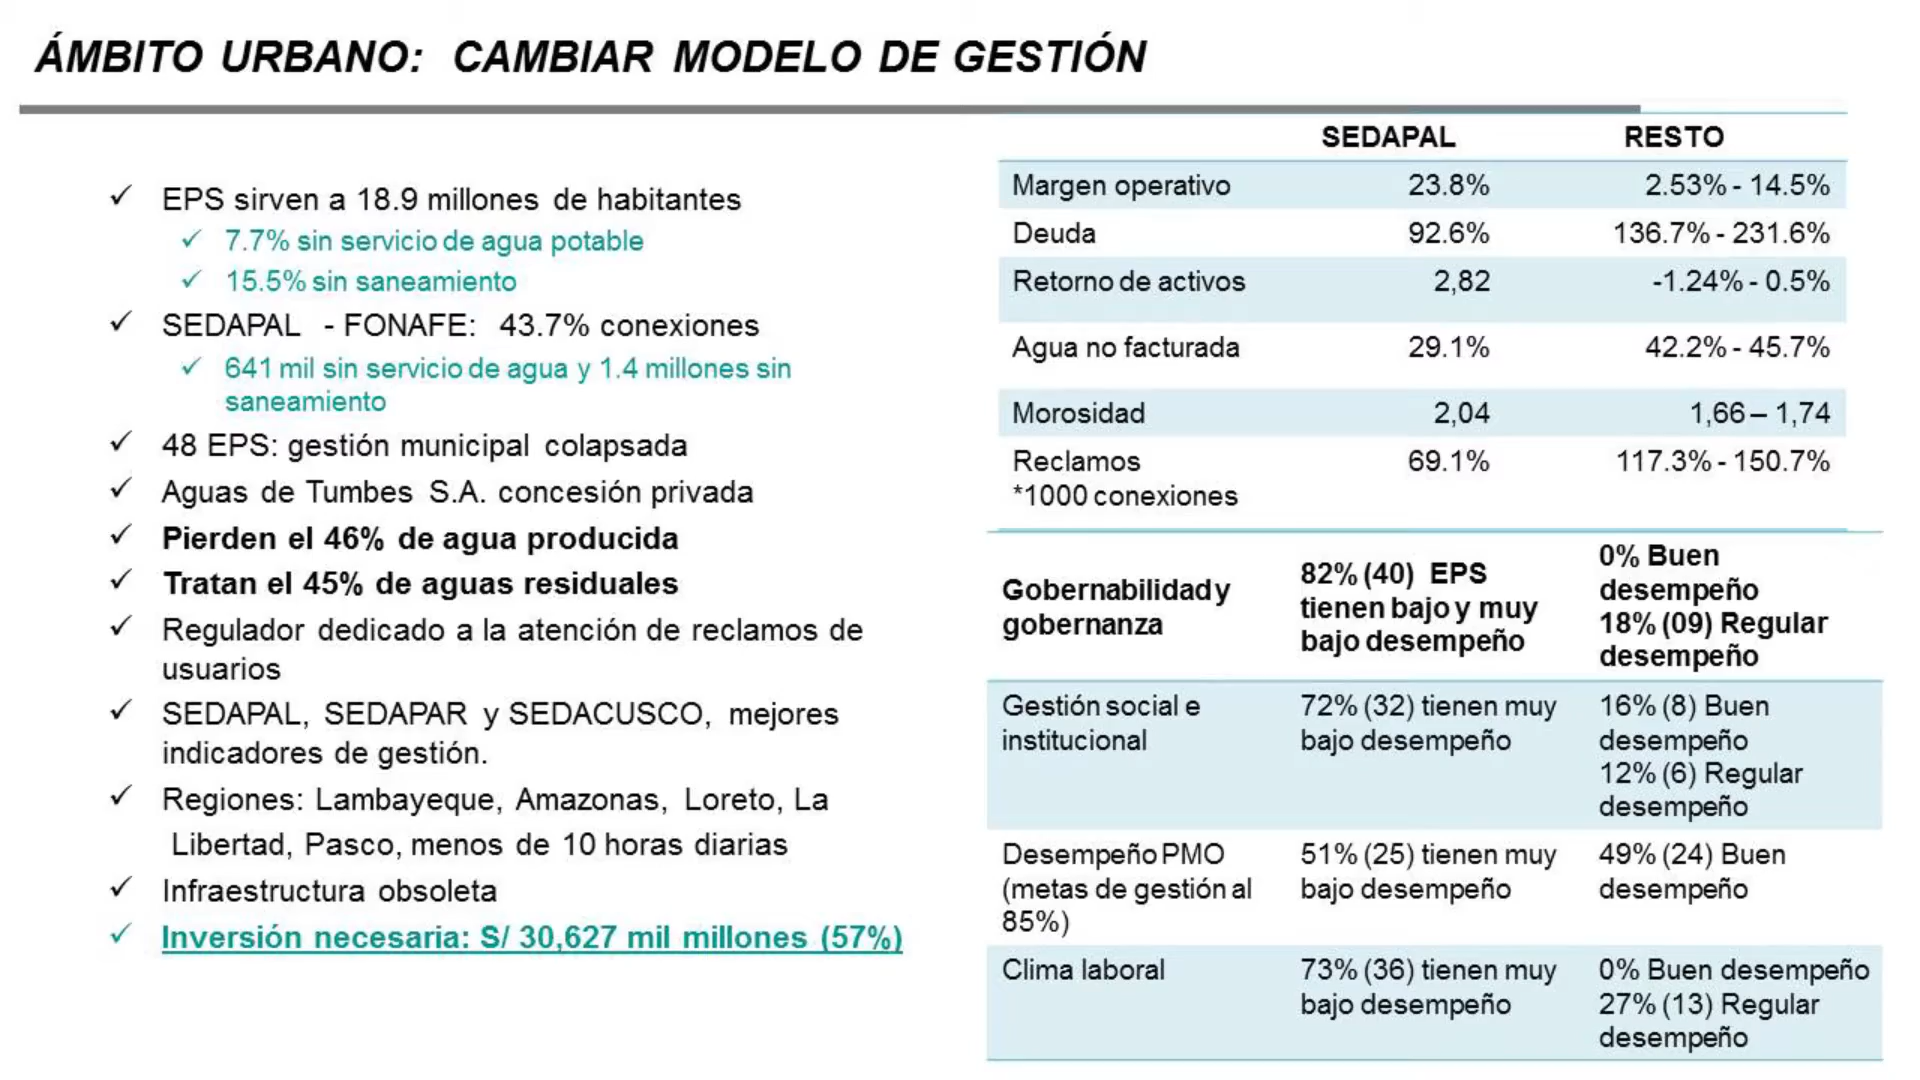 ÁMBITO URBANO: CAMBIAR MODELO DE GESTIÓN
✓ EPS sirven a 18.9 millones de habitantes
✓ 7.7% sin servicio de agua potable
✓ 15.5% sin saneamiento
✓ SEDAPAL - FONAFE: 43.7% conexiones
✓ 641 mil sin servicio de agua y 1.4 millones sin
saneamiento
✓ 48 EPS: gestión municipal colapsada
✓ Aguas de Tumbes S.A. concesión privada
✓ Pierden el 46% de agua producida
✓ Tratan el 45% de aguas residuales
✓ Regulador dedicado a la atención de reclamos de
usuarios
✓ SEDAPAL, SEDAPAR y SEDACUSCO, mejores
indicadores de gestión.
✓ Regiones: Lambayeque, Amazonas, Loreto, La
Libertad, Pasco, menos de 10 horas diarias
✓ Infraestructura obsoleta
✓ Inversión necesaria: S/ 30,627 mil millones (57%)
SEDAPAL RESTO
Margen operativo 23.8% 2.53% - 14.5%
Deuda 92.6% 136.7% - 231.6%
Retorno de activos 2,82 -1.24% - 0.5%
Agua no facturada 29.1% 42.2% - 45.7%
Morosidad 2,04 1,66 – 1,74
Reclamos 69.1% 117.3% - 150.7%
*1000 conexiones
Gobernabilidad y
gobernanza
82% (40) EPS
tienen bajo y muy
bajo desempeño
0% Buen
desempeño
18% (09) Regular
desempeño
Gestión social e
institucional
72% (32) tienen muy
bajo desempeño
16% (8) Buen
desempeño
12% (6) Regular
desempeño
Desempeño PMO
(metas de gestión al
85%)
51% (25) tienen muy
bajo desempeño
49% (24) Buen
desempeño
Clima laboral
73% (36) tienen muy
bajo desempeño
0% Buen desempeño
27% (13) Regular
desempeño